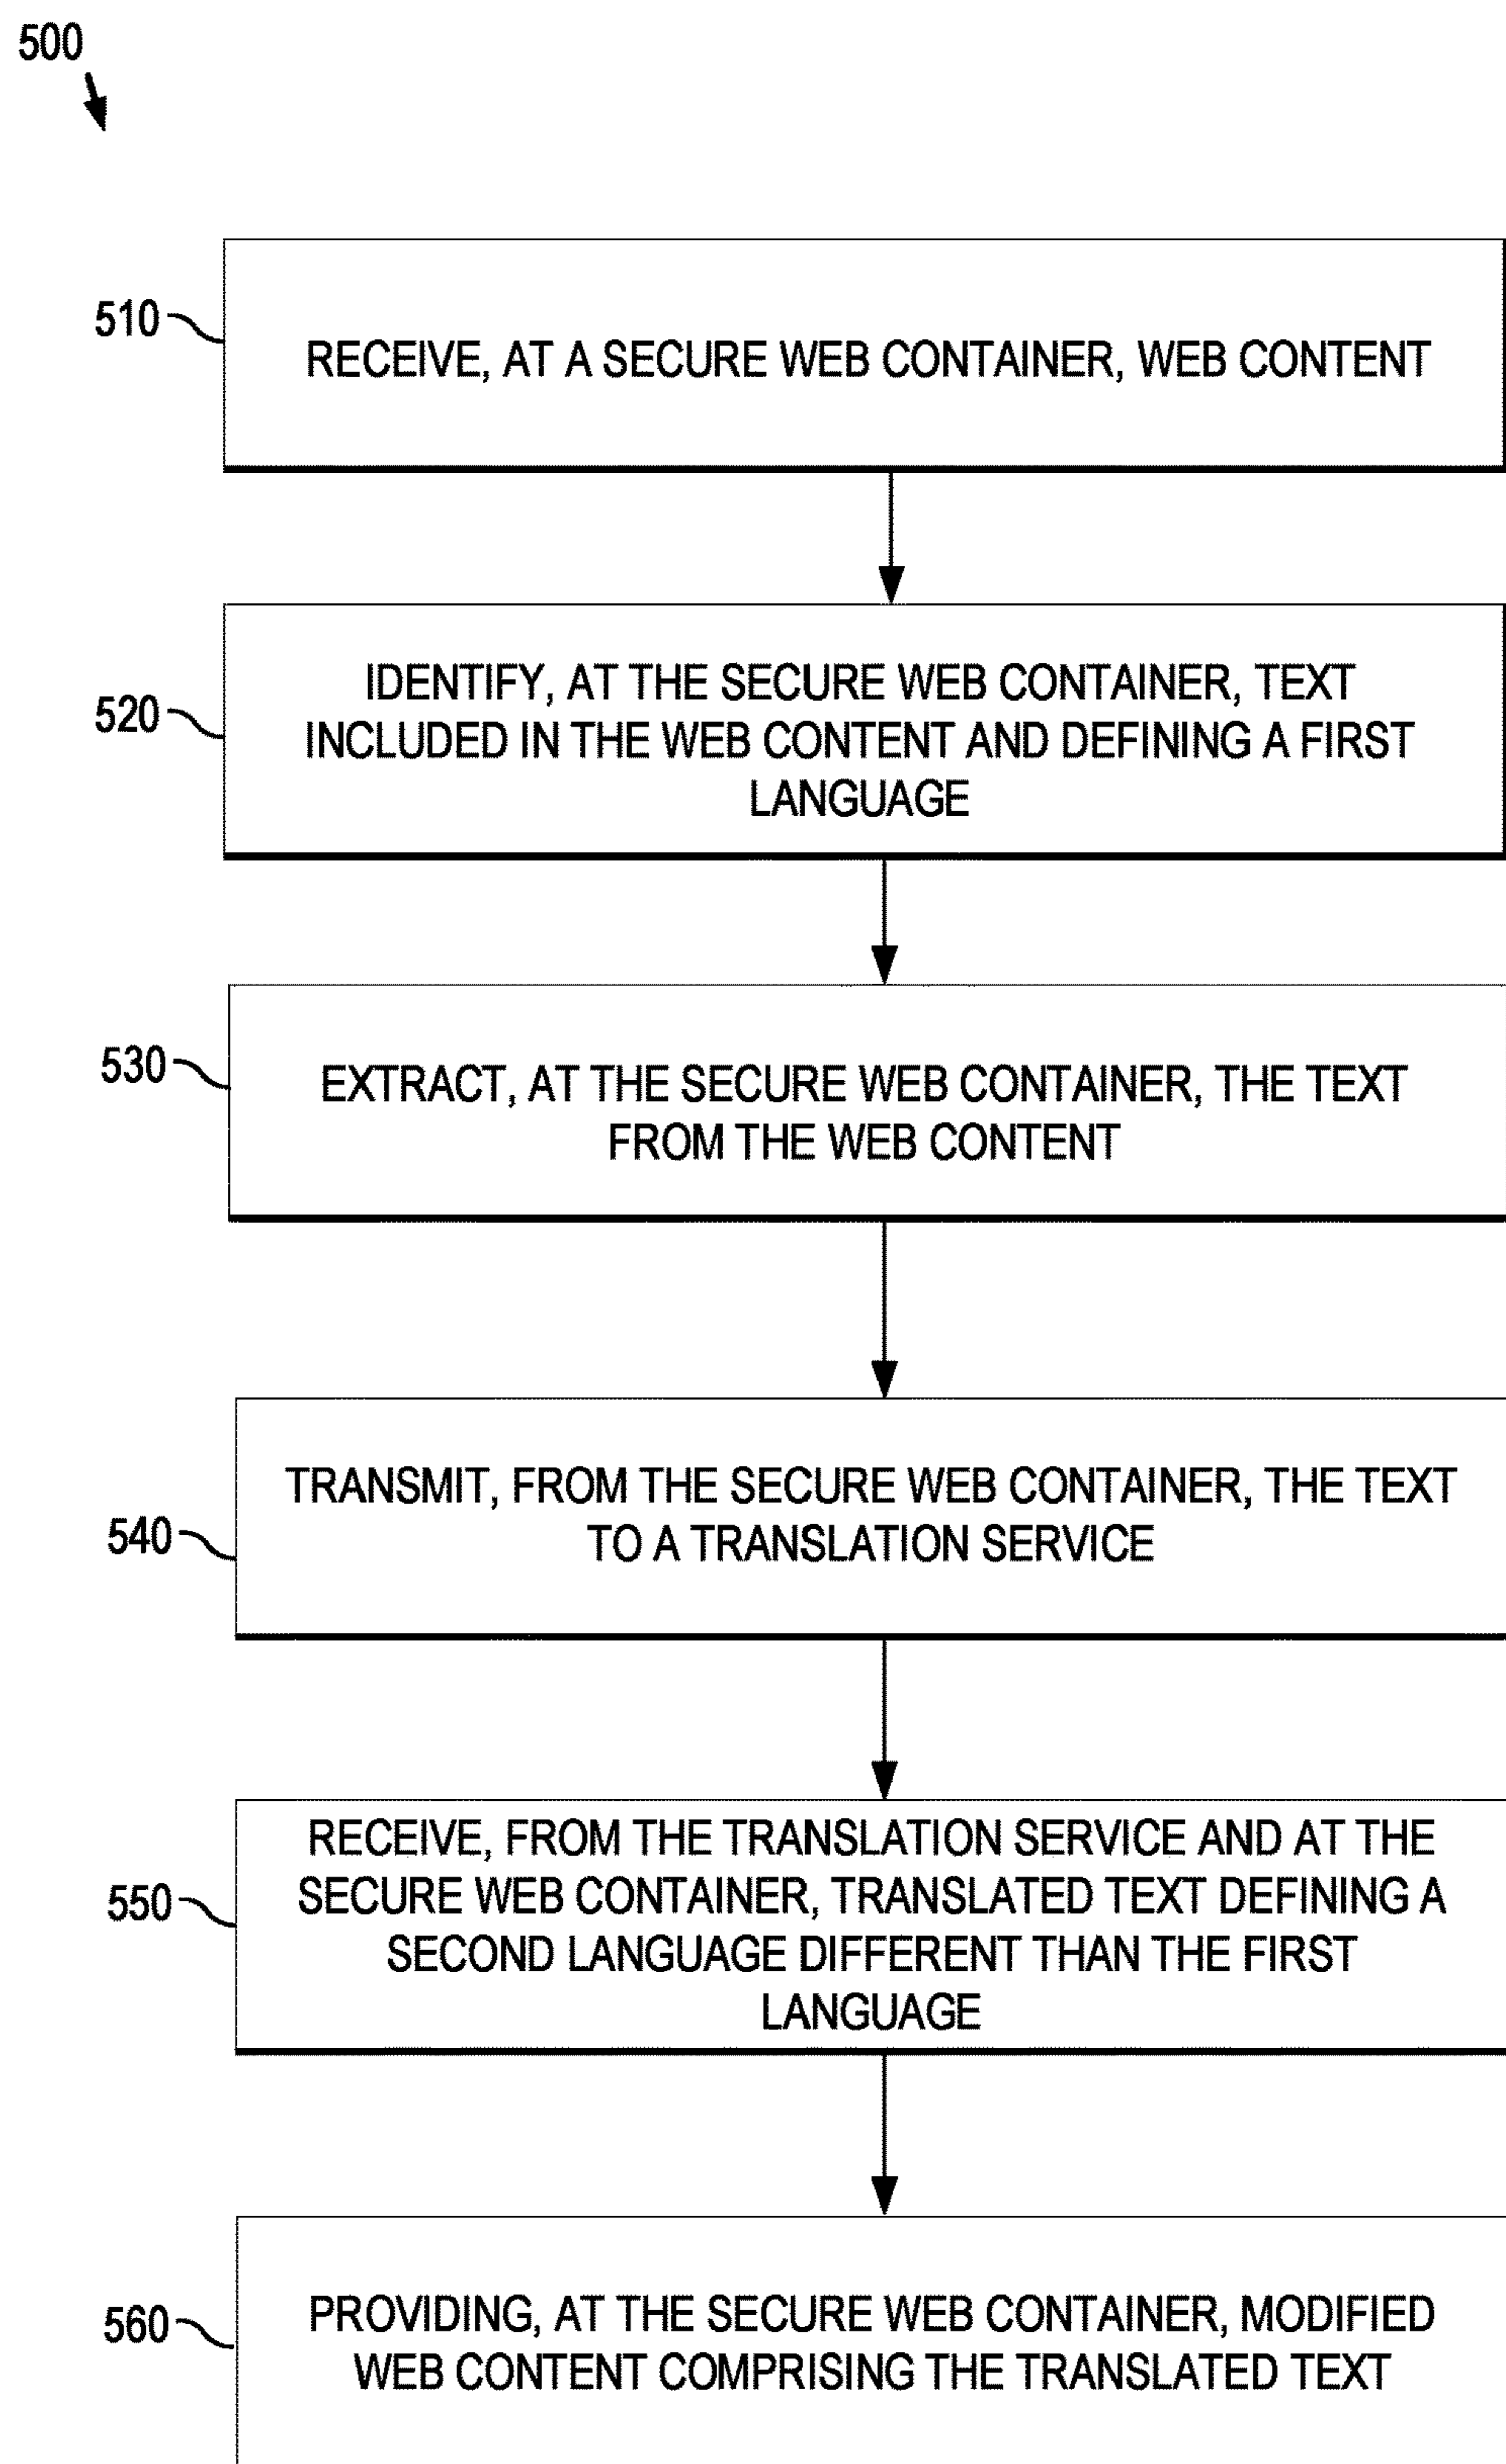 500
510
RECEIVE, AT A SECURE WEB CONTAINER, WEB CONTENT
520
IDENTIFY, AT THE SECURE WEB CONTAINER, TEXT
INCLUDED IN THE WEB CONTENT AND DEFINING A FIRST
LANGUAGE
530
EXTRACT, AT THE SECURE WEB CONTAINER, THE TEXT
FROM THE WEB CONTENT
540
TRANSMIT, FROM THE SECURE WEB CONTAINER, THE TEXT
TO A TRANSLATION SERVICE
550
RECEIVE, FROM THE TRANSLATION SERVICE AND AT THE
SECURE WEB CONTAINER, TRANSLATED TEXT DEFINING A
SECOND LANGUAGE DIFFERENT THAN THE FIRST
LANGUAGE
560
PROVIDING, AT THE SECURE WEB CONTAINER, MODIFIED
WEB CONTENT COMPRISING THE TRANSLATED TEXT